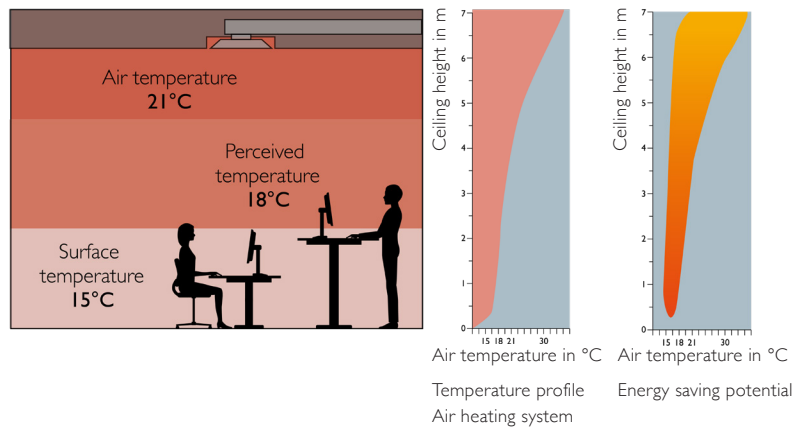 Air temperature
21°C
Perceived
temperature
18°C
Surface
temperature
15°C
Ceiling height in m
7
6
5
4
3
2
1
0
15 18 21 30
Air temperature in °C
Temperature profile
Air heating system
Ceiling height in m
7
6
5
4
3
2
1
0
15 18 21 30
Air temperature in °C
Energy saving potential